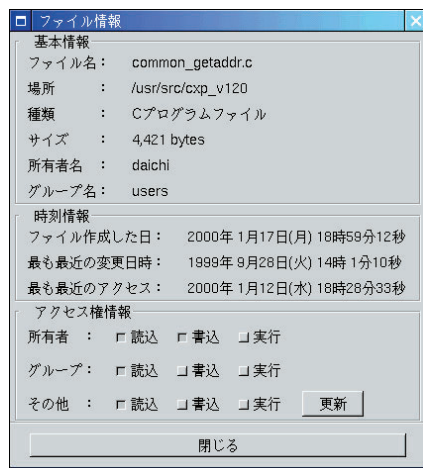 ファイル情報
基本情報
ファイル名： common_getaddr.c
場所 ： /usr/src/cxp_v120
種類 ： Cプログラムファイル
サイズ ： 4,421 bytes
所有者名 ： daichi
グループ名： users
時刻情報
ファイル作成した日： 2000年 1月17日(月) 18時59分12秒
最も最近の変更日時： 1999年 9月28日(火) 14時 1分10秒
最も最近のアクセス： 2000年 1月12日(水) 18時28分33秒
アクセス権情報
所有者 ： 読込 書込 実行
グループ： 読込 書込 実行
その他 ： 読込 書込 実行 更新
閉じる